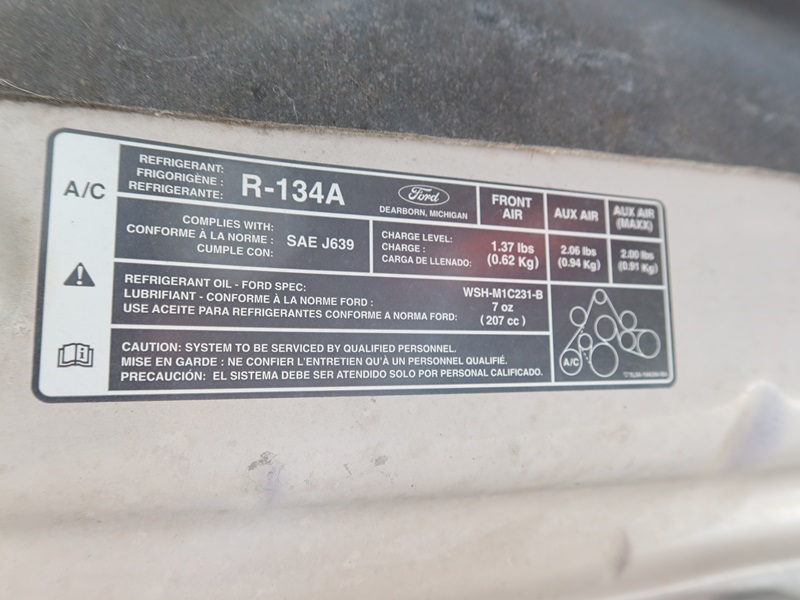 A/C
REFRIGERANT:
FRIGORIGÈNE :
REFRIGERANTE:
R-134A
Ford
DEARBORN, MICHIGAN
FRONT
AIR
AUX AIR
AUX AIR
(MAXX)
COMPLIES WITH:
CONFORME À LA NORME :
CUMPLE CON:
SAE J639
CHARGE LEVEL:
CHARGE :
CARGA DE LLENADO:
1.37 lbs
(0.62 Kg)
2.06 lbs
(0.94 Kg)
2.00 lbs
(0.91 Kg)
REFRIGERANT OIL - FORD SPEC:
LUBRIFIANT - CONFORME À LA NORME FORD :
USE ACEITE PARA REFRIGERANTES CONFORME A NORMA FORD:
WSH-M1C231-B
7 oz
(207 cc)
CAUTION: SYSTEM TO BE SERVICED BY QUALIFIED PERSONNEL.
MISE EN GARDE : NE CONFIER L'ENTRETIEN QU'À UN PERSONNEL QUALIFIÉ.
PRECAUCIÓN: EL SISTEMA DEBE SER ATENDIDO SOLO POR PERSONAL CALIFICADO.
A/C